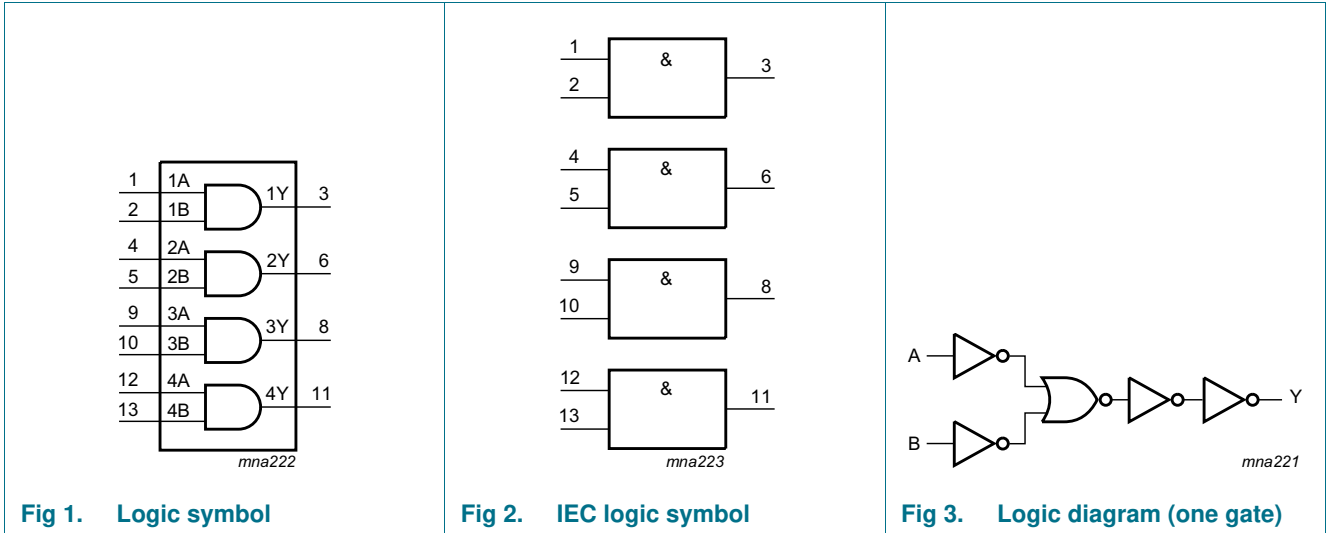 1 1A 1Y 3
2 1B
4 2A 2Y 6
5 2B
9 3A 3Y 8
10 3B
12 4A 4Y 11
13 4B
mna222
Fig 1. Logic symbol
1 & 3
2
4 & 6
5
9 & 8
10
12 & 11
13
mna223
Fig 2. IEC logic symbol
A
Y
B
mna221
Fig 3. Logic diagram (one gate)